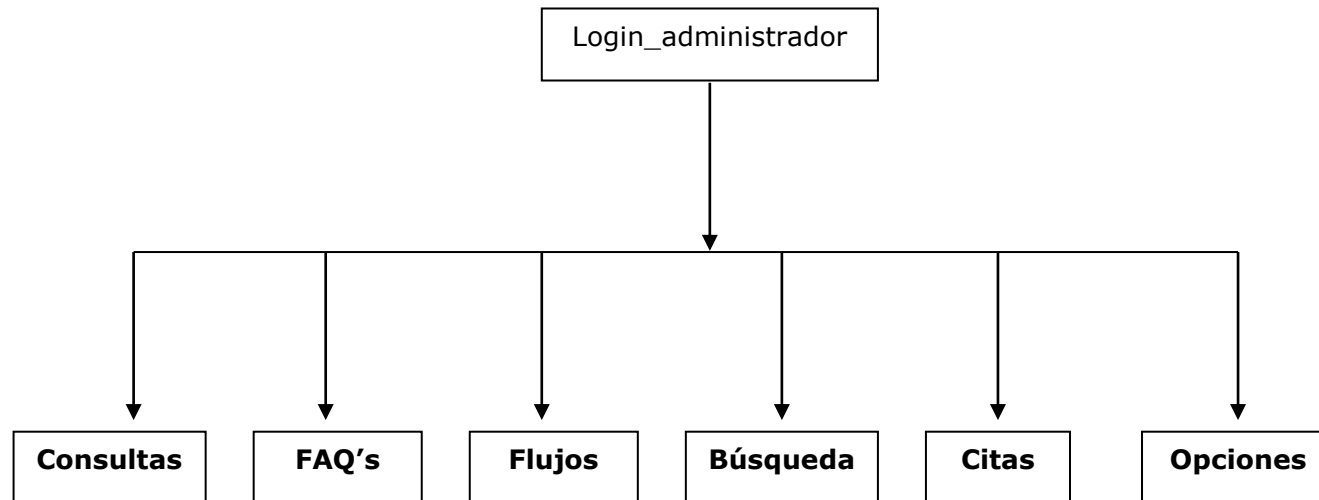 Login_administrador
Consultas
FAQ’s
Flujos
Búsqueda
Citas
Opciones